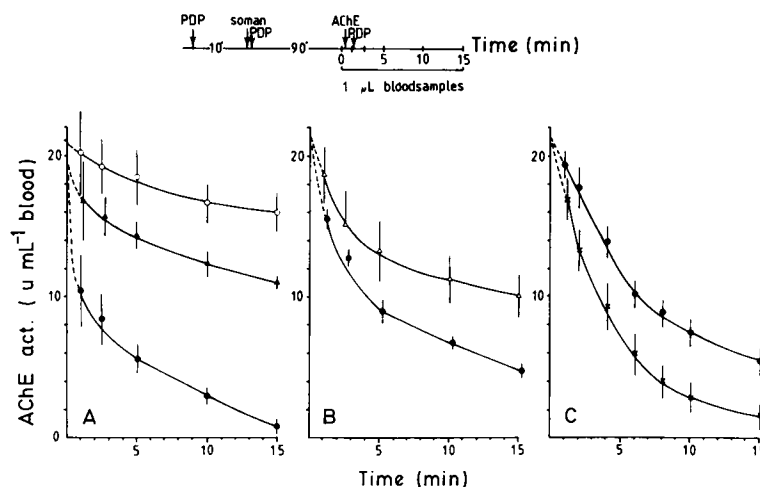 PDP soman PDP AChE PDP Time (min)
10' 90' 0 5 10 15
1 μL bloodsamples
AChE act. ( u mL⁻¹ blood)
20
10
0
A B C
5 10 15 5 10 15 5 10 15
20
10
20
10
Time (min)